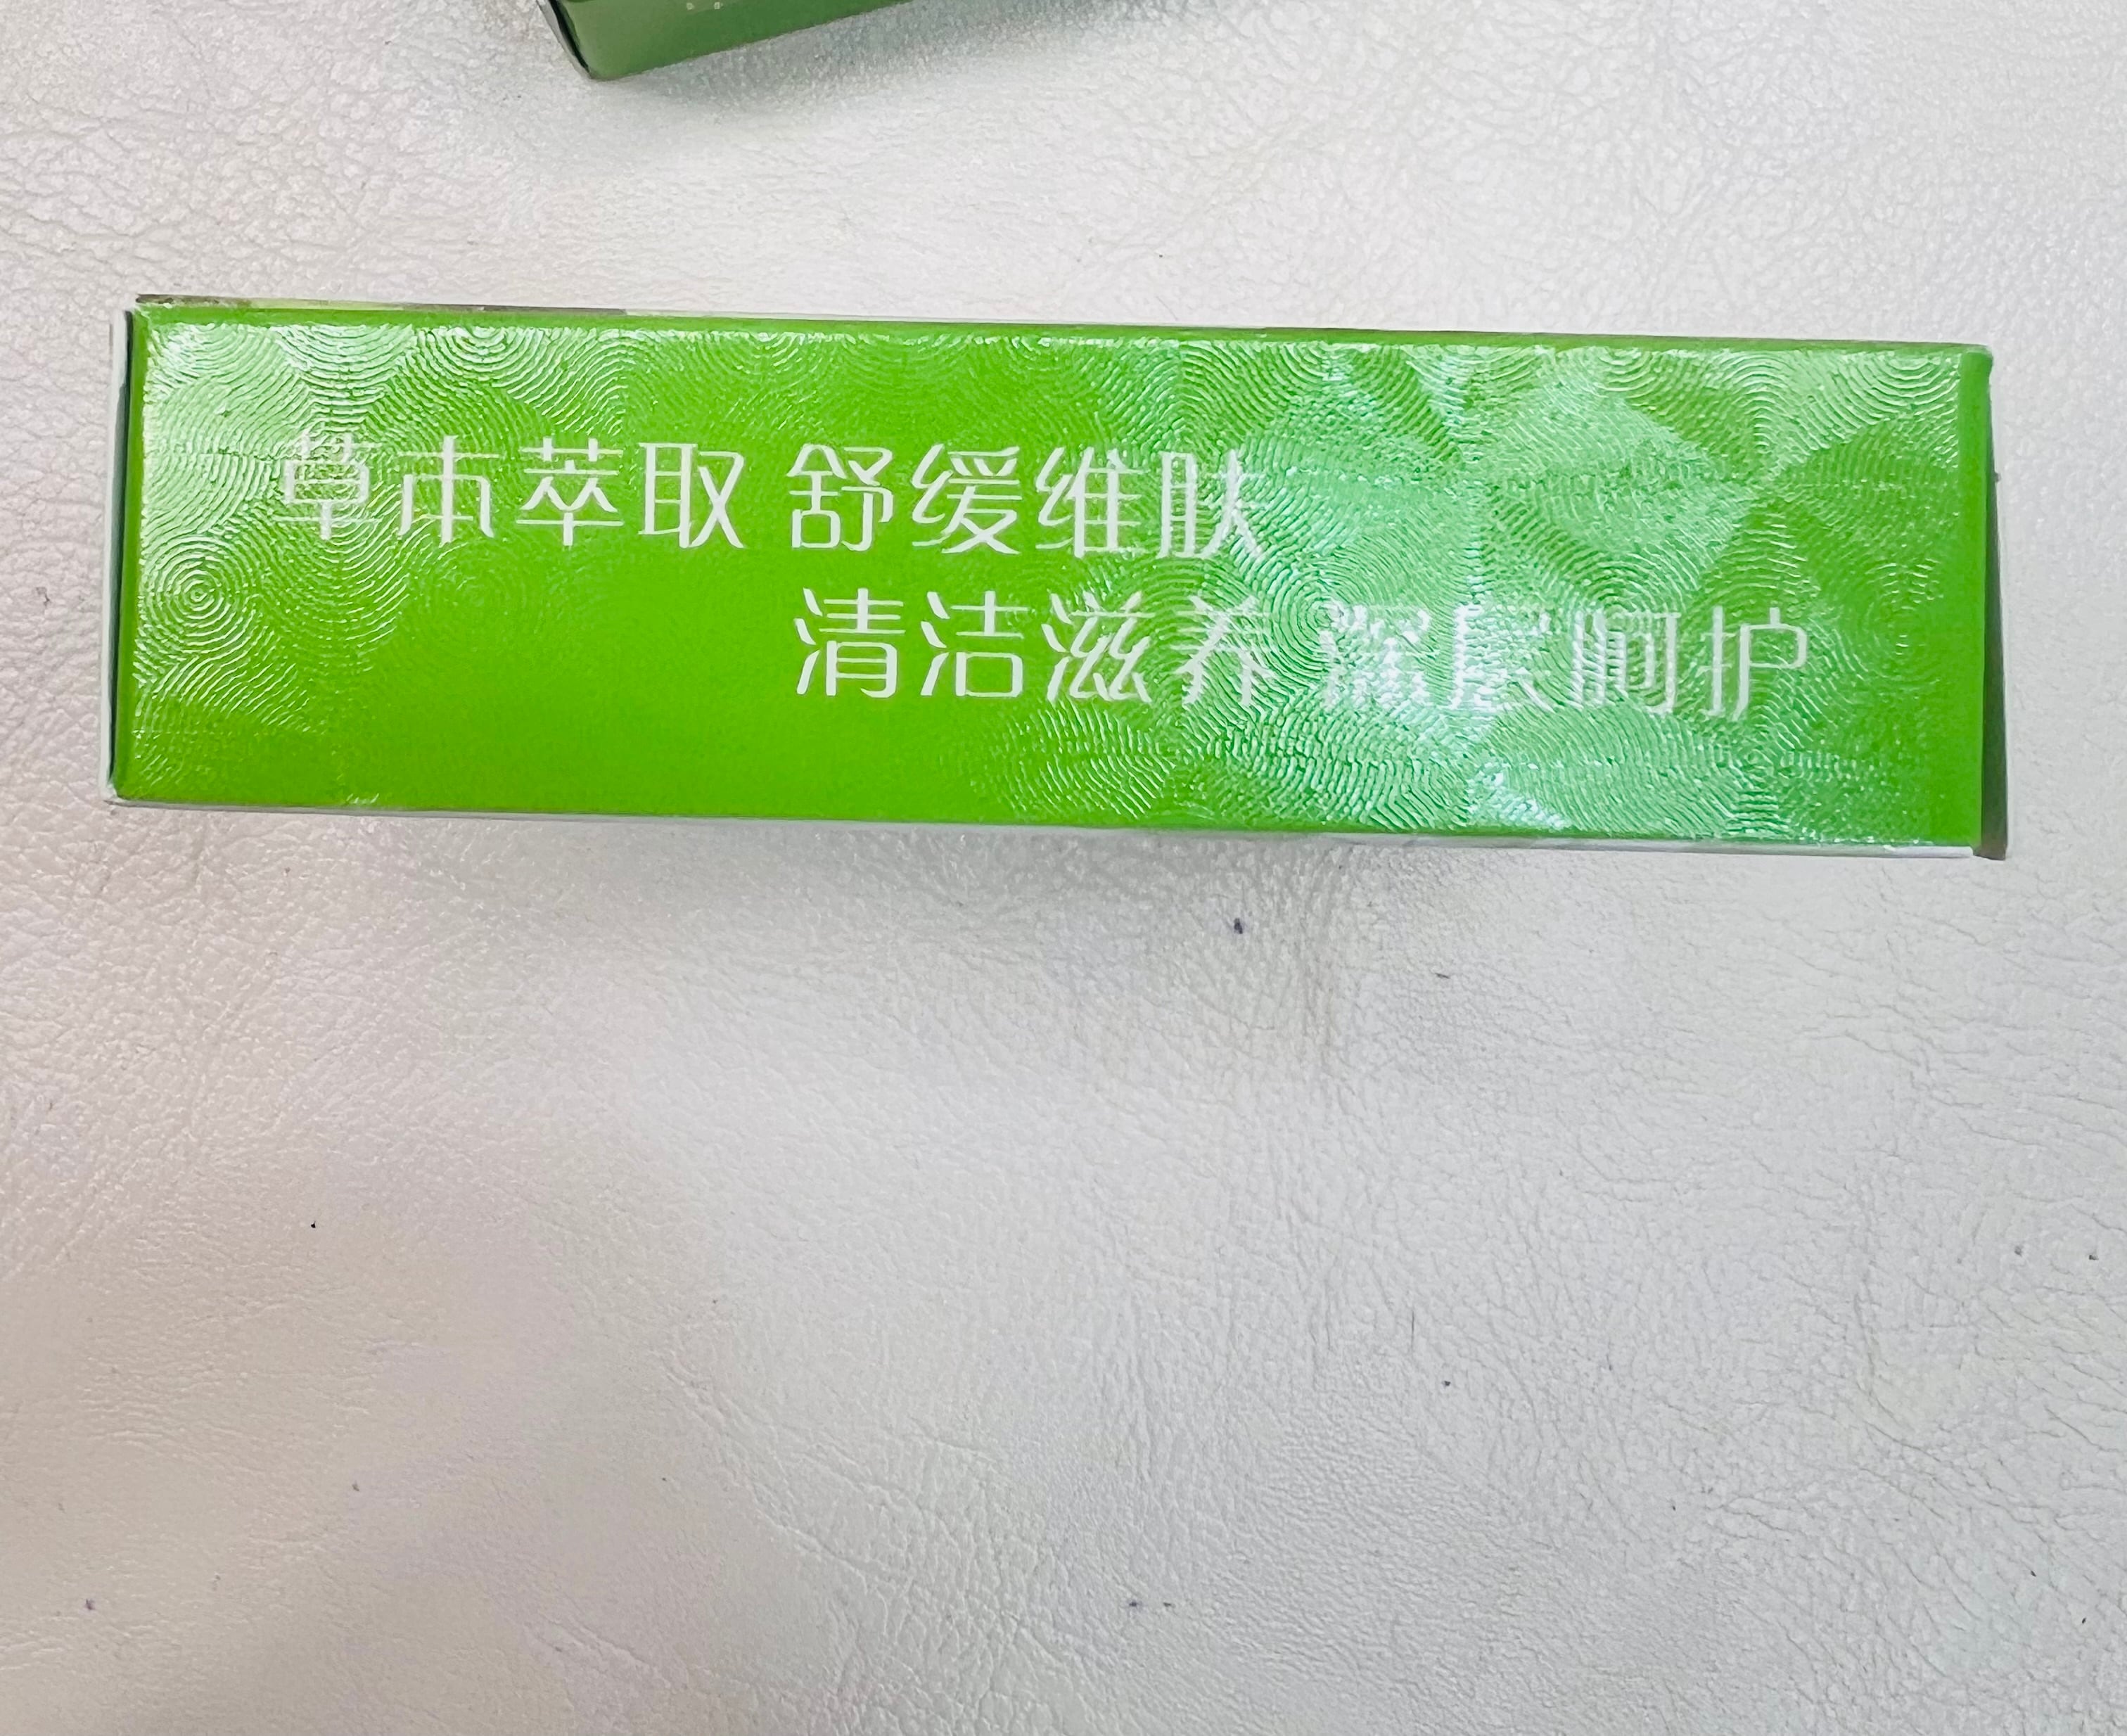 草本萃取 舒缓维肤
清洁滋养 深层呵护